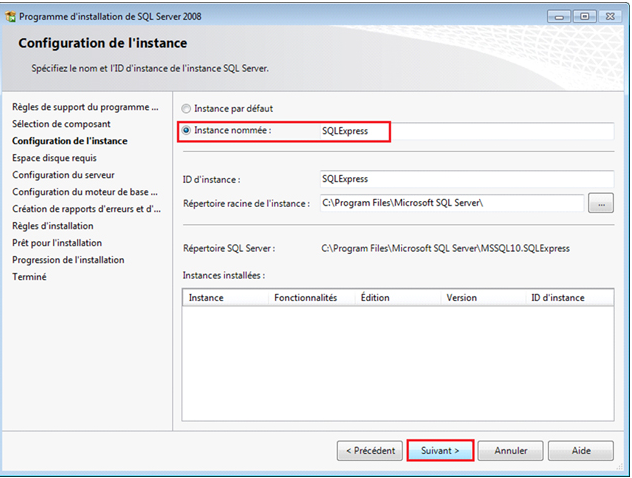 Programme d'installation de SQL Server 2008
Configuration de l'instance
Spécifiez le nom et l'ID d'instance de l'instance SQL Server.
Règles de support du programme ...
Sélection de composant
Configuration de l'instance
Espace disque requis
Configuration du serveur
Configuration du moteur de base ...
Création de rapports d'erreurs et d'...
Règles d'installation
Prêt pour l'installation
Progression de l'installation
Terminé
Instance par défaut
Instance nommée : SQLExpress
ID d'instance : SQLExpress
Répertoire racine de l'instance : C:\Program Files\Microsoft SQL Server\ ...
Répertoire SQL Server : C:\Program Files\Microsoft SQL Server\MSSQL10.SQLExpress
Instances installées :
Instance Fonctionnalités Édition Version ID d'instance
< Précédent Suivant > Annuler Aide